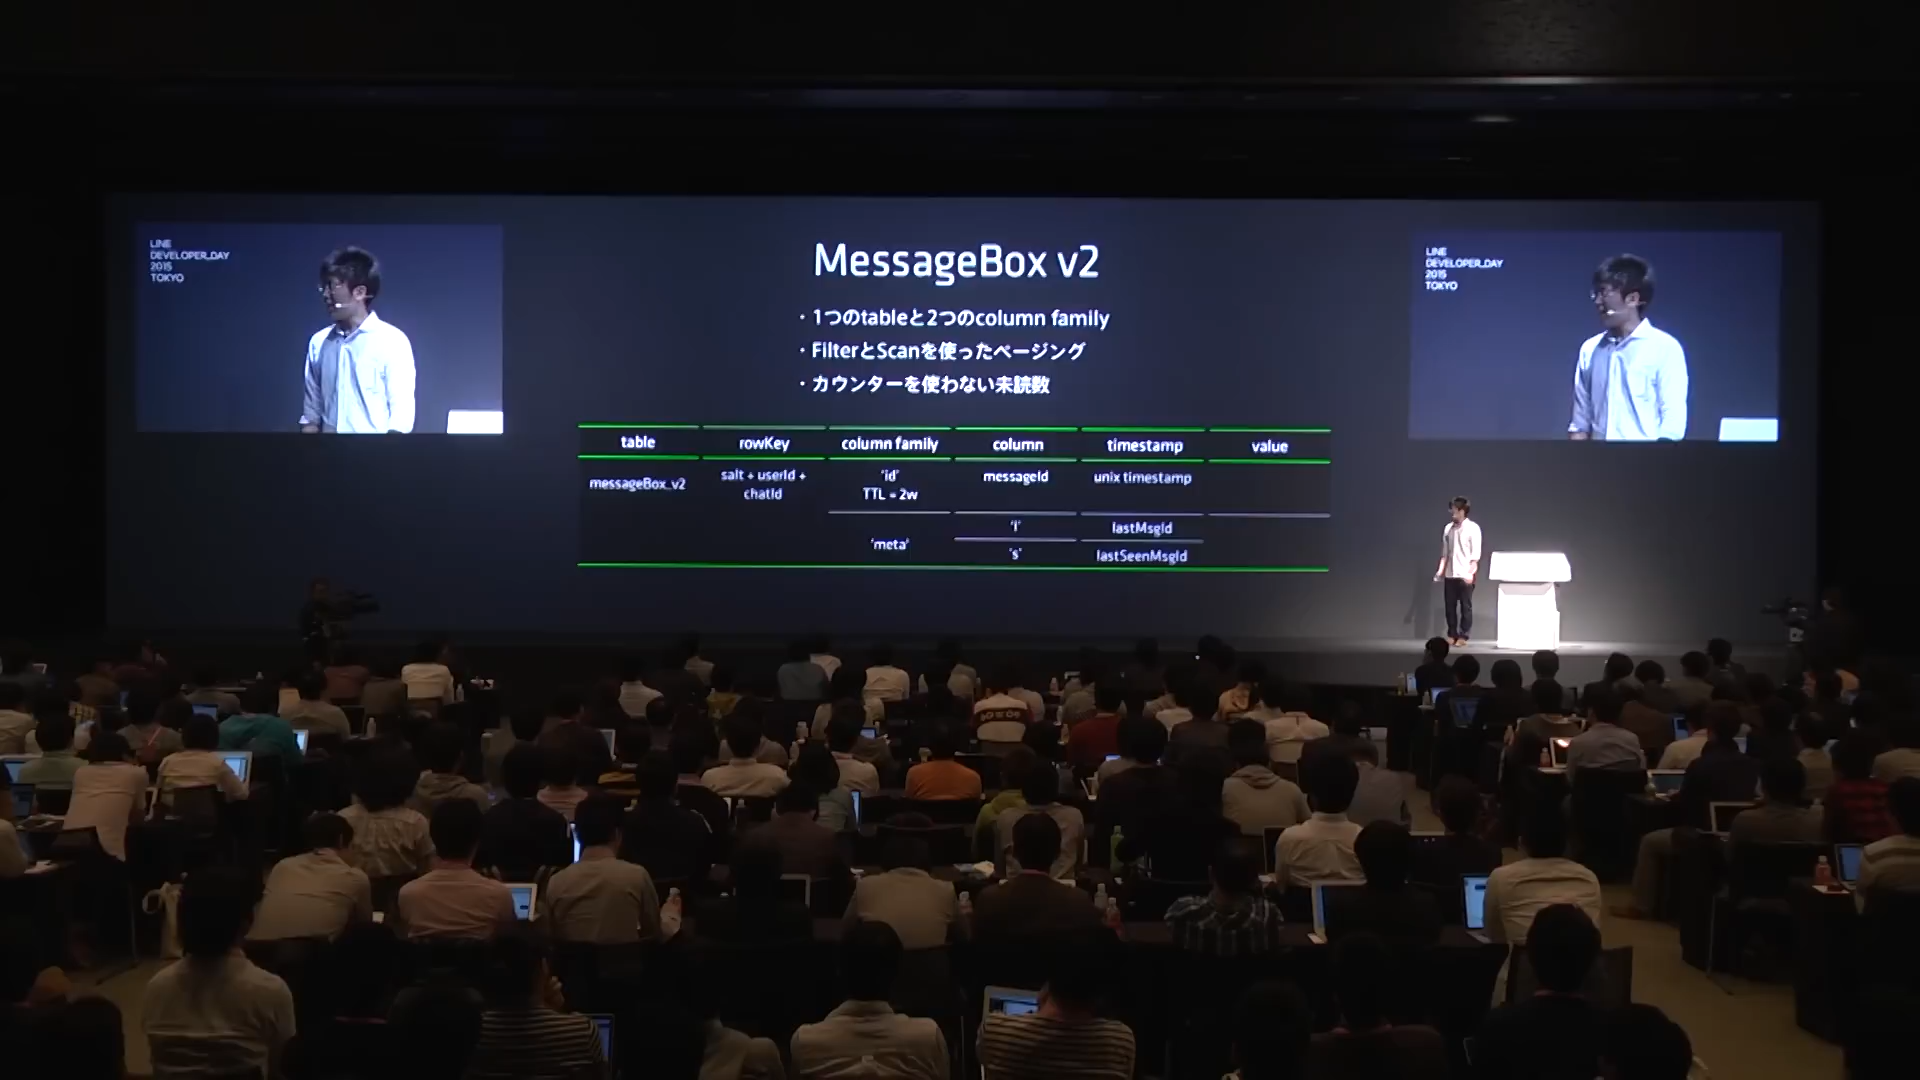 LINE
DEVELOPER_DAY
2015
TOKYO
MessageBox v2
・1つのtableと2つのcolumn family
・FilterとScanを使ったページング
・カウンターを使わない未読数
table rowKey column family column timestamp value
messageBox_v2 salt + userId + chatId 'id' TTL = 2w messageId unix timestamp
'meta' 'l' lastMsgId
's' lastSeenMsgId
LINE
DEVELOPER_DAY
2015
TOKYO